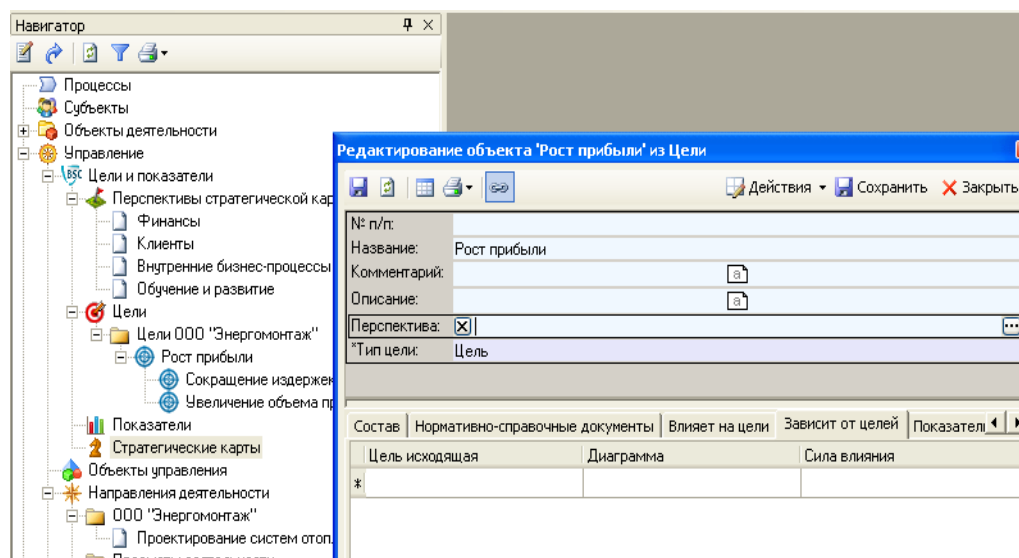 Навигатор
Процессы
Субъекты
Объекты деятельности
Управление
BSC Цели и показатели
Перспективы стратегической кар
Финансы
Клиенты
Внутренние бизнес-процессы
Обучение и развитие
Цели
Цели ООО "Энергомонтаж"
Рост прибыли
Сокращение издержек
Увеличение объема пр
Показатели
Стратегические карты
Объекты управления
Направления деятельности
ООО "Энергомонтаж"
Проектирование систем отоп
Редактирование объекта 'Рост прибыли' из Цели
Действия Сохранить Закрыть
№ п/п:
Название: Рост прибыли
Комментарий: a
Описание: a
Перспектива:
*Тип цели: Цель
Состав Нормативно-справочные документы Влияет на цели Зависит от целей Показател
Цель исходящая Диаграмма Сила влияния
*